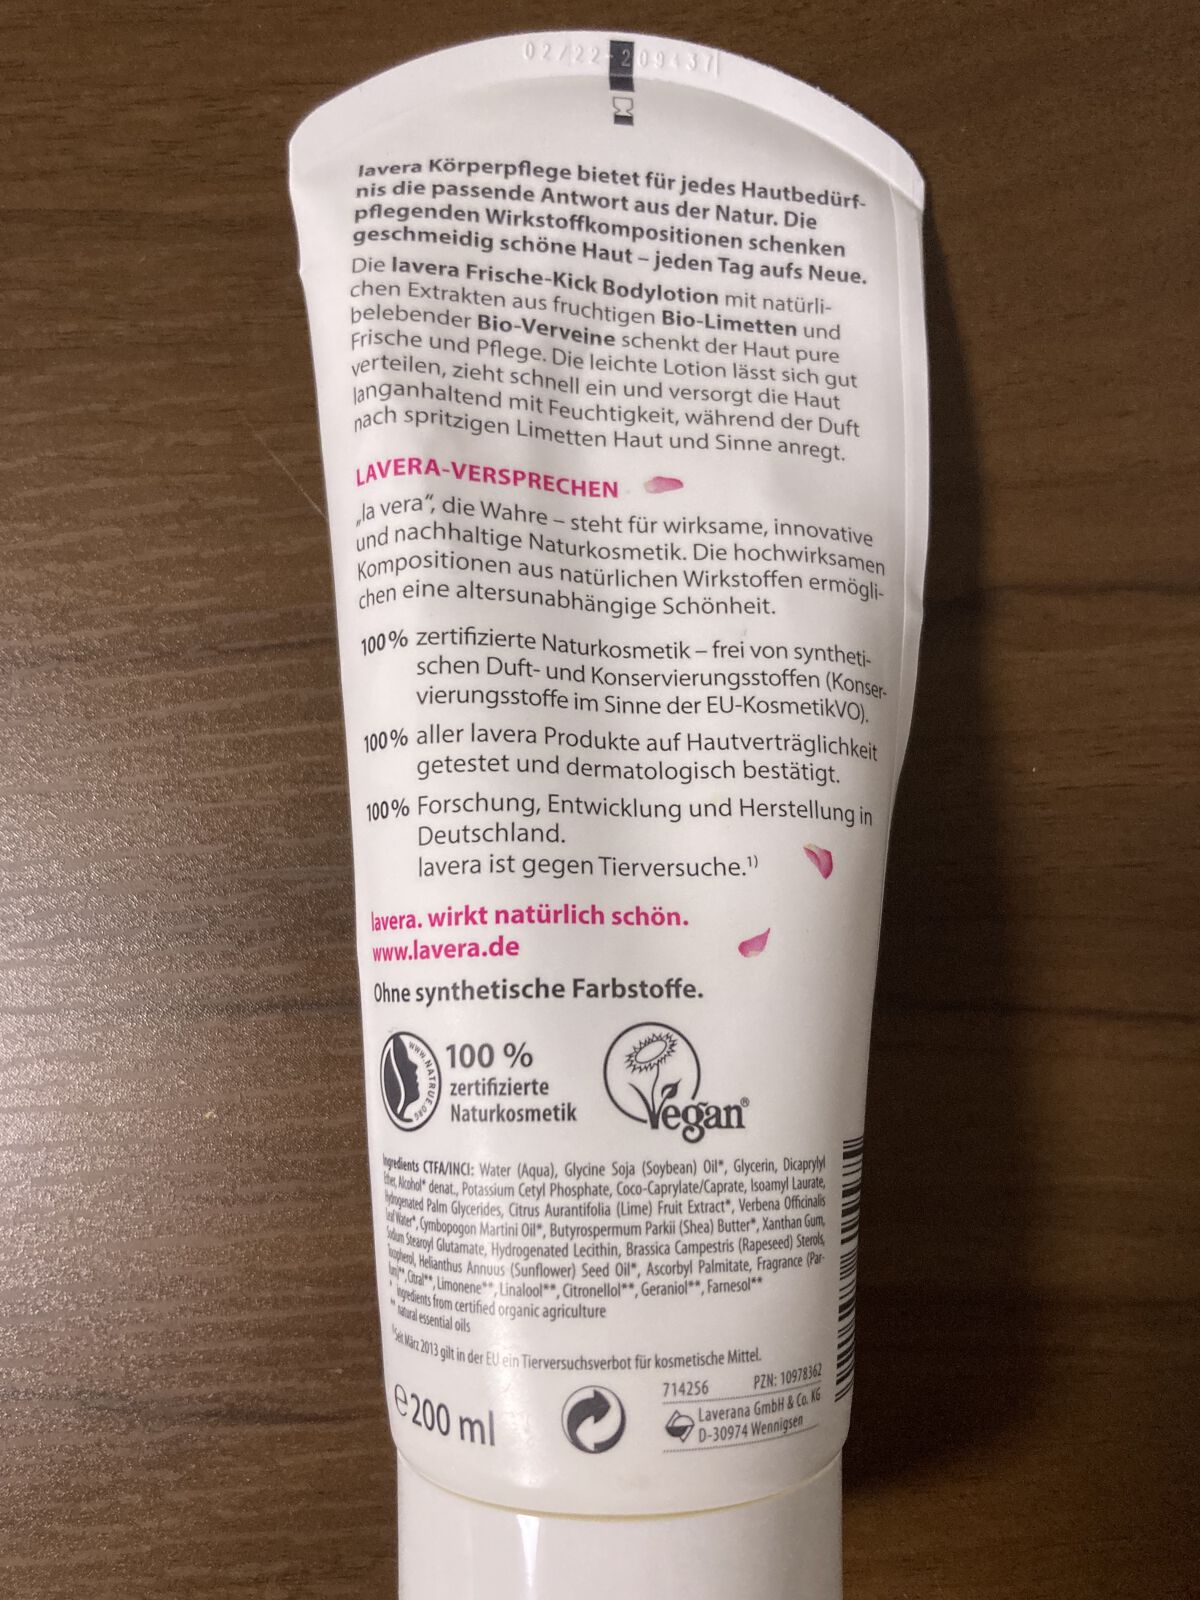 02/22-209437
lavera Körperpflege bietet für jedes Hautbedürf-
nis die passende Antwort aus der Natur. Die
pflegenden Wirkstoffkompositionen schenken
geschmeidig schöne Haut – jeden Tag aufs Neue.
Die lavera Frische-Kick Bodylotion mit natürli-
chen Extrakten aus fruchtigen Bio-Limetten und
belebender Bio-Verveine schenkt der Haut pure
Frische und Pflege. Die leichte Lotion lässt sich gut
verteilen, zieht schnell ein und versorgt die Haut
langanhaltend mit Feuchtigkeit, während der Duft
nach spritzigen Limetten Haut und Sinne anregt.
LAVERA-VERSPRECHEN
„la vera“, die Wahre – steht für wirksame, innovative
und nachhaltige Naturkosmetik. Die hochwirksamen
Kompositionen aus natürlichen Wirkstoffen ermögli-
chen eine altersunabhängige Schönheit.
100% zertifizierte Naturkosmetik – frei von syntheti-
schen Duft- und Konservierungsstoffen (Konser-
vierungsstoffe im Sinne der EU-KosmetikVO).
100% aller lavera Produkte auf Hautverträglichkeit
getestet und dermatologisch bestätigt.
100% Forschung, Entwicklung und Herstellung in
Deutschland.
lavera ist gegen Tierversuche.¹⁾
lavera. wirkt natürlich schön.
www.lavera.de
Ohne synthetische Farbstoffe.
WWW.NATRUE.ORG
100 %
zertifizierte
Naturkosmetik
Vegan®
Ingredients CTFA/INCI: Water (Aqua), Glycine Soja (Soybean) Oil*, Glycerin, Dicaprylyl
Ether, Alcohol* denat., Potassium Cetyl Phosphate, Coco-Caprylate/Caprate, Isoamyl Laurate,
Hydrogenated Palm Glycerides, Citrus Aurantifolia (Lime) Fruit Extract*, Verbena Officinalis
Leaf Water*, Cymbopogon Martini Oil*, Butyrospermum Parkii (Shea) Butter*, Xanthan Gum,
Sodium Stearoyl Glutamate, Hydrogenated Lecithin, Brassica Campestris (Rapeseed) Sterols,
Tocopherol, Helianthus Annuus (Sunflower) Seed Oil*, Ascorbyl Palmitate, Fragrance (Par-
fum)**, Citral**, Limonene**, Linalool**, Citronellol**, Geraniol**, Farnesol**
* Ingredients from certified organic agriculture
** natural essential oils
¹⁾Seit März 2013 gilt in der EU ein Tierversuchsverbot für kosmetische Mittel.
℮ 200 ml
714256 PZN: 10978362
Laverana GmbH & Co. KG
D-30974 Wennigsen